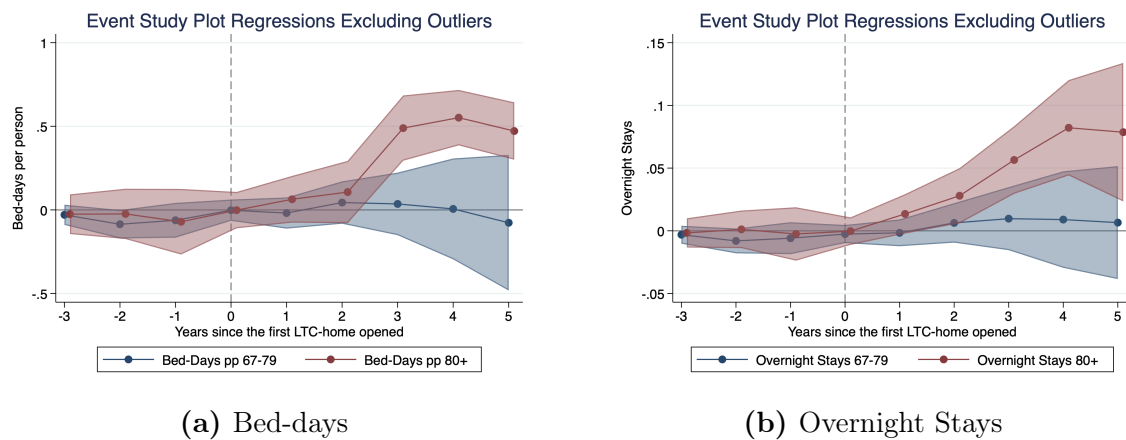 Event Study Plot Regressions Excluding Outliers
Bed-days per person
1
.5
0
-.5
-3 -2 -1 0 1 2 3 4 5
Years since the first LTC-home opened
Bed-Days pp 67-79 Bed-Days pp 80+
(a) Bed-days
Event Study Plot Regressions Excluding Outliers
Overnight Stays
.15
.1
.05
0
-.05
-3 -2 -1 0 1 2 3 4 5
Years since the first LTC-home opened
Overnight Stays 67-79 Overnight Stays 80+
(b) Overnight Stays